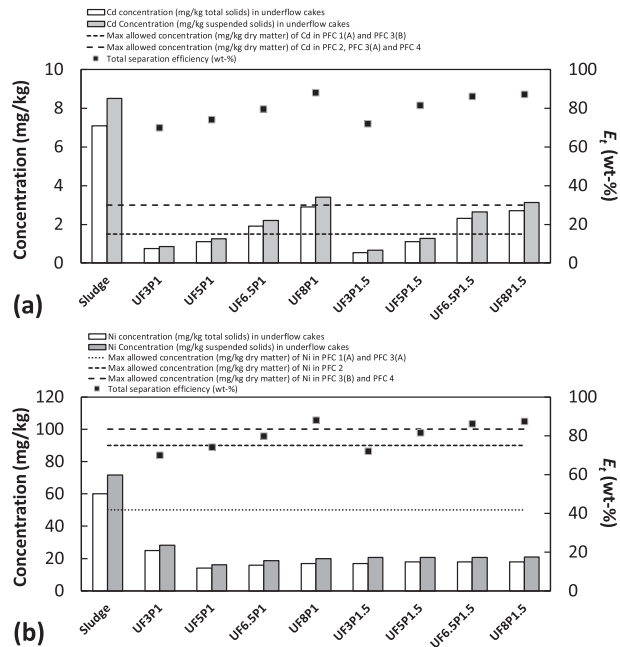 Cd concentration (mg/kg total solids) in underflow cakes
Cd Concentration (mg/kg suspended solids) in underflow cakes
Max allowed concentration (mg/kg dry matter) of Cd in PFC 1(A) and PFC 3(B)
Max allowed concentration (mg/kg dry matter) of Cd in PFC 2, PFC 3(A) and PFC 4
Total separation efficiency (wt-%)
Concentration (mg/kg)
10
8
6
4
2
0
100
80
60
40
20
0
E_t (wt-%)
Sludge
UF3P1
UF5P1
UF6.5P1
UF8P1
UF3P1.5
UF5P1.5
UF6.5P1.5
UF8P1.5
(a)
Ni concentration (mg/kg total solids) in underflow cakes
Ni Concentration (mg/kg suspended solids) in underflow cakes
Max allowed concentration (mg/kg dry matter) of Ni in PFC 1(A) and PFC 3(A)
Max allowed concentration (mg/kg dry matter) of Ni in PFC 2
Max allowed concentration (mg/kg dry matter) of Ni in PFC 3(B) and PFC 4
Total separation efficiency (wt-%)
Concentration (mg/kg)
120
100
80
60
40
20
0
100
80
60
40
20
0
E_t (wt-%)
Sludge
UF3P1
UF5P1
UF6.5P1
UF8P1
UF3P1.5
UF5P1.5
UF6.5P1.5
UF8P1.5
(b)